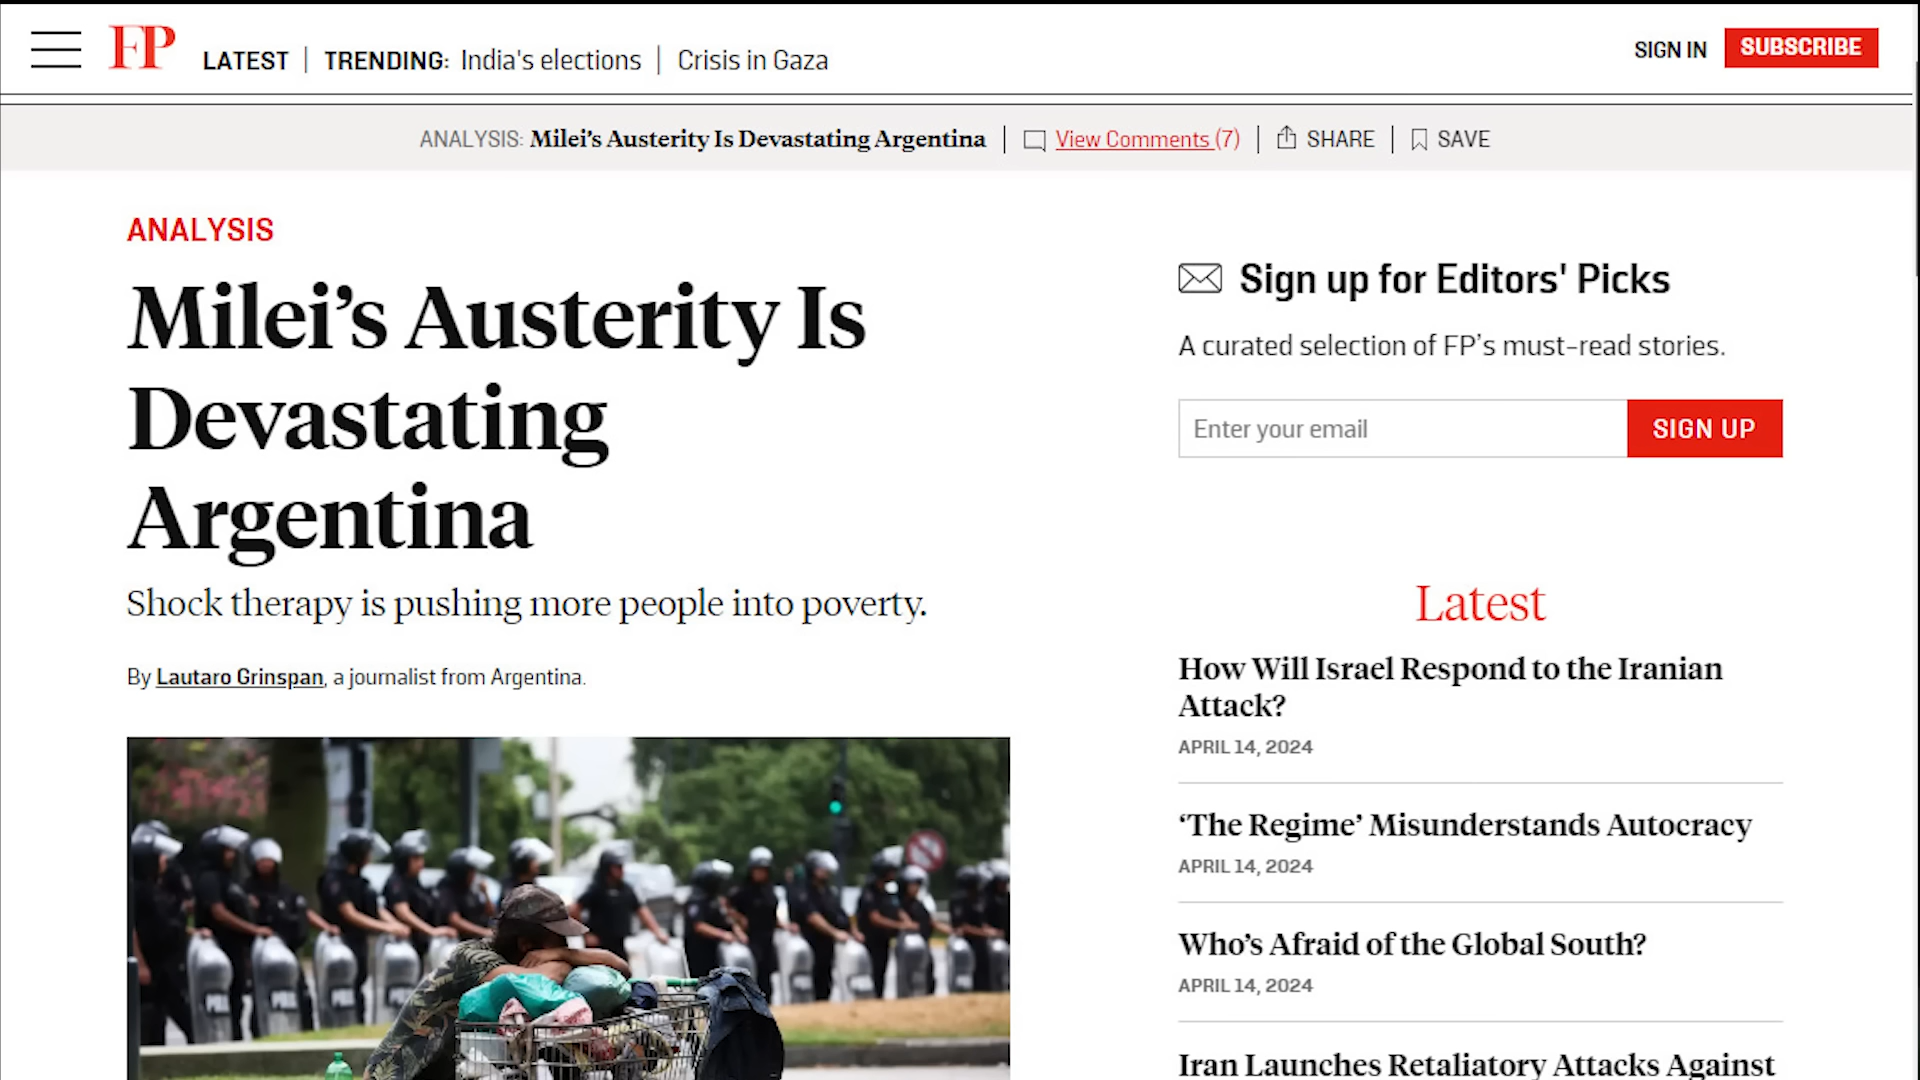 FP
LATEST | TRENDING: India's elections | Crisis in Gaza
SIGN IN
SUBSCRIBE
ANALYSIS: Milei's Austerity Is Devastating Argentina | View Comments (7) | SHARE | SAVE
ANALYSIS
Milei's Austerity Is
Devastating
Argentina
Shock therapy is pushing more people into poverty.
By Lautaro Grinspan, a journalist from Argentina.
Sign up for Editors' Picks
A curated selection of FP's must-read stories.
Enter your email
SIGN UP
Latest
How Will Israel Respond to the Iranian
Attack?
APRIL 14, 2024
‘The Regime’ Misunderstands Autocracy
APRIL 14, 2024
Who’s Afraid of the Global South?
APRIL 14, 2024
Iran Launches Retaliatory Attacks Against